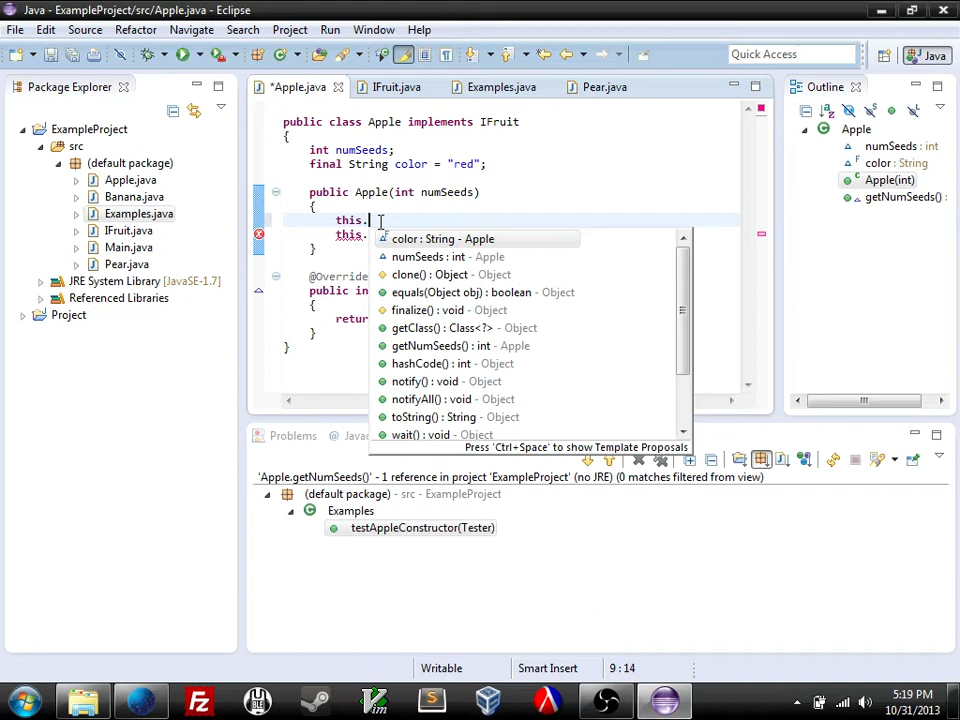 Java - ExampleProject/src/Apple.java - Eclipse
File Edit Source Refactor Navigate Search Project Run Window Help
Quick Access
Java
Package Explorer
ExampleProject
src
(default package)
Apple.java
Banana.java
Examples.java
IFruit.java
Main.java
Pear.java
JRE System Library [JavaSE-1.7]
Referenced Libraries
Project
*Apple.java IFruit.java Examples.java Pear.java
public class Apple implements IFruit
{
int numSeeds;
final String color = "red";
public Apple(int numSeeds)
{
this.
this.
}
@Override
public in
{
retur
}
}
color : String - Apple
numSeeds : int - Apple
clone() : Object - Object
equals(Object obj) : boolean - Object
finalize() : void - Object
getClass() : Class<?> - Object
getNumSeeds() : int - Apple
hashCode() : int - Object
notify() : void - Object
notifyAll() : void - Object
toString() : String - Object
wait() : void - Object
Press 'Ctrl+Space' to show Template Proposals
Outline
Apple
numSeeds : int
color : String
Apple(int)
getNumSeeds() :
Problems @ Java
'Apple.getNumSeeds()' - 1 reference in project 'ExampleProject' (no JRE) (0 matches filtered from view)
(default package) - src - ExampleProject
Examples
testAppleConstructor(Tester)
Writable Smart Insert 9 : 14
5:19 PM
10/31/2013